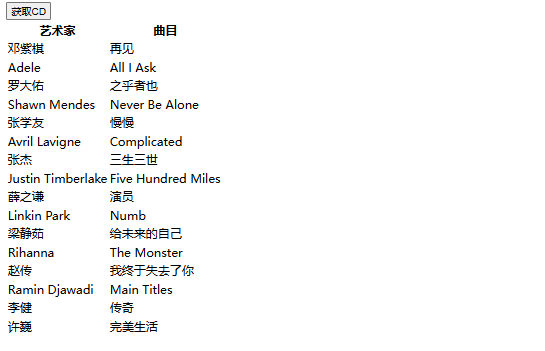 获取CD
艺术家 曲目
邓紫棋 再见
Adele All I Ask
罗大佑 之乎者也
Shawn Mendes Never Be Alone
张学友 慢慢
Avril Lavigne Complicated
张杰 三生三世
Justin Timberlake Five Hundred Miles
薛之谦 演员
Linkin Park Numb
梁静茹 给未来的自己
Rihanna The Monster
赵传 我终于失去了你
Ramin Djawadi Main Titles
李健 传奇
许巍 完美生活